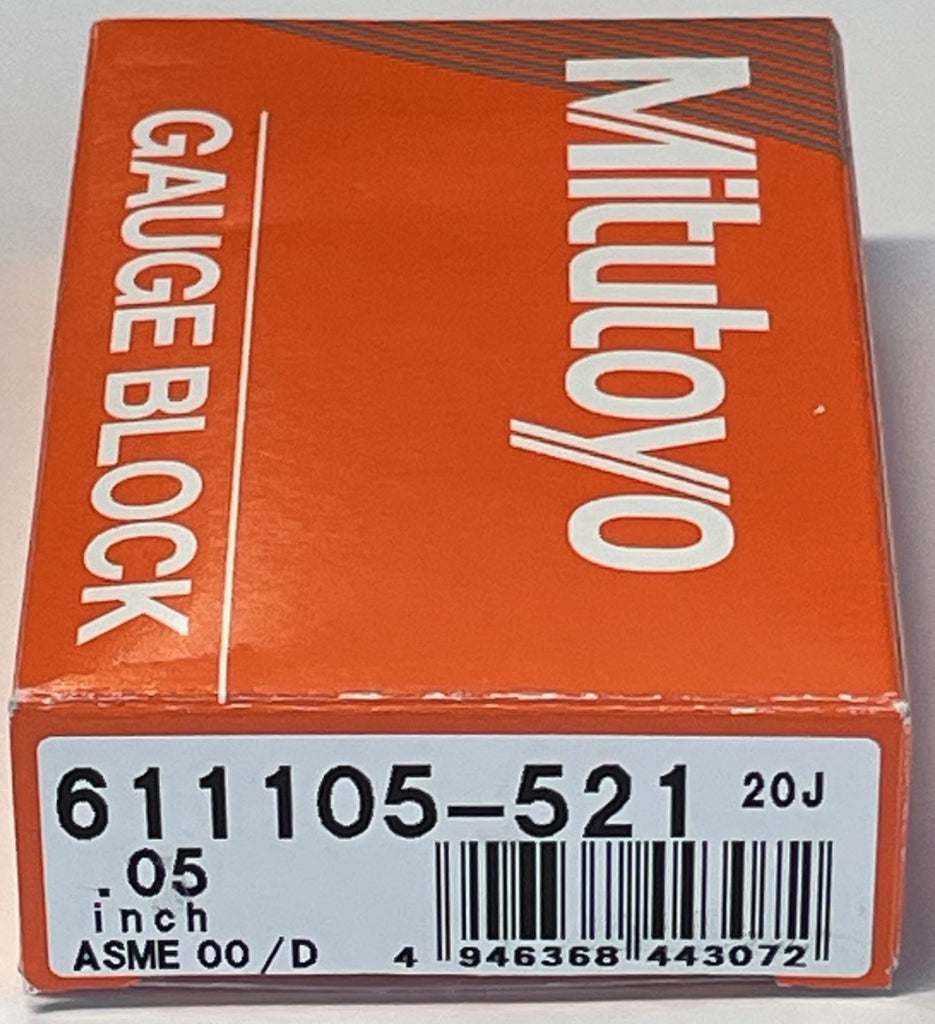 Mitutoyo
GAUGE BLOCK
611105-521 20J
.05
inch
ASME 00/D
4 946368 443072